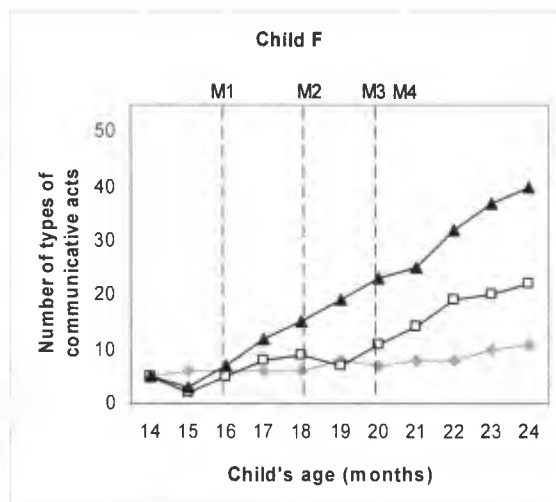 Child F
M1 M2 M3 M4
50
40
30
20
10
0
Number of types of
communicative acts
14 15 16 17 18 19 20 21 22 23 24
Child's age (months)